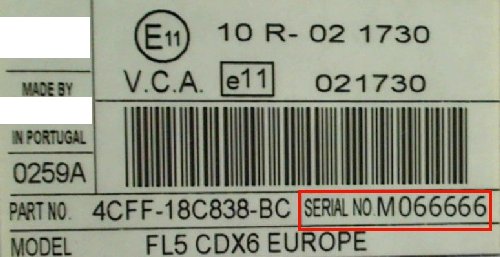 E11 10 R- 02 1730
MADE BY V.C.A. e11 021730
IN PORTUGAL
0259A
PART NO. 4CFF-18C838-BC SERIAL NO. M066666
MODEL FL5 CDX6 EUROPE